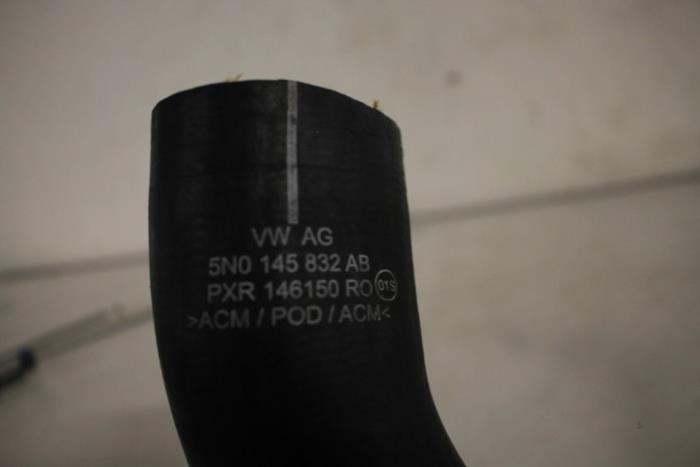 VW AG
5N0 145 832 AB
PXR 146150 RO 01S
>ACM / POD / ACM<